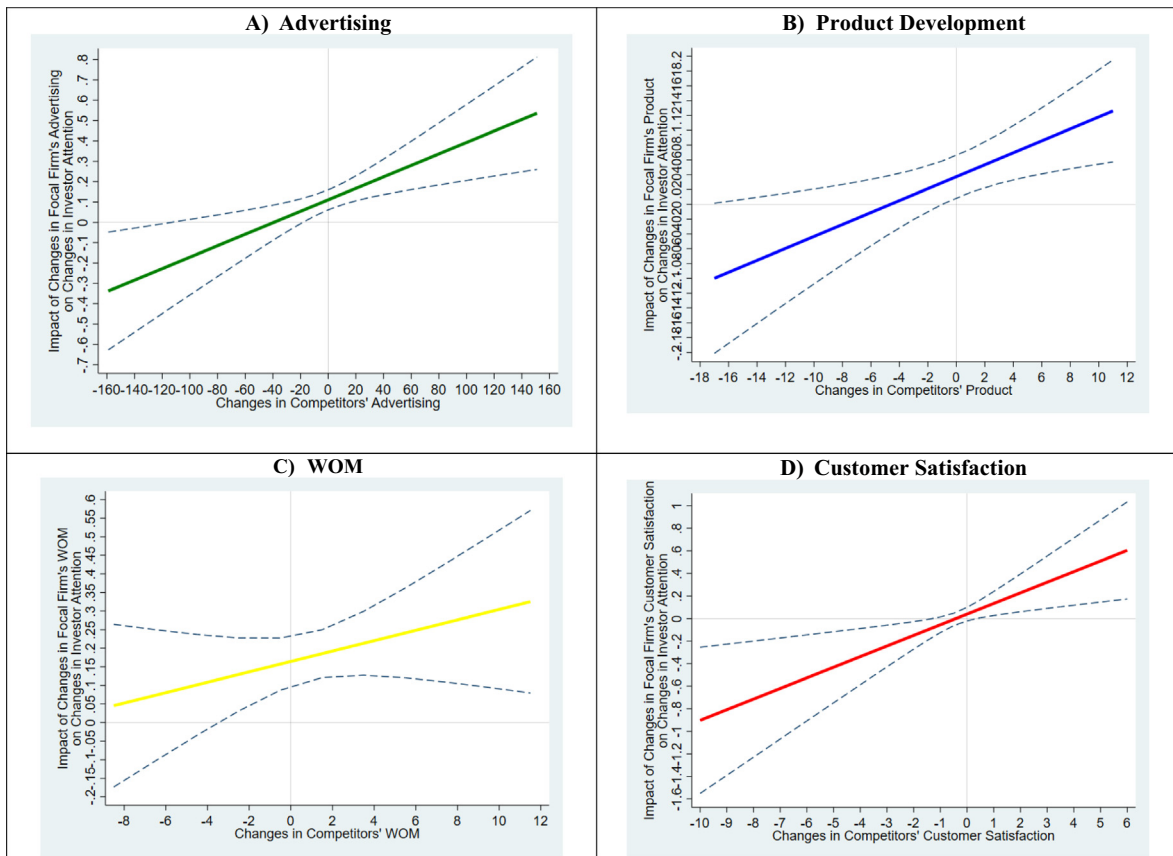 A) Advertising
Impact of Changes in Focal Firm's Advertising
on Changes in Investor Attention
-.7 -.6 -.5 -.4 -.3 -.2 -.1 0 .1 .2 .3 .4 .5 .6 .7 .8
-160-140-120-100 -80 -60 -40 -20 0 20 40 60 80 100 120 140 160
Changes in Competitors' Advertising
B) Product Development
Impact of Changes in Focal Firm's Product
on Changes in Investor Attention
-.2.18161412.1.080604020.02040608.1.12141618.2
-18 -16 -14 -12 -10 -8 -6 -4 -2 0 2 4 6 8 10 12
Changes in Competitors' Product
C) WOM
Impact of Changes in Focal Firm's WOM
on Changes in Investor Attention
-.2-.15-.1-.05 0 .05 .1 .15 .2 .25 .3 .35 .4 .45 .5 .55 .6
-8 -6 -4 -2 0 2 4 6 8 10 12
Changes in Competitors' WOM
D) Customer Satisfaction
Impact of Changes in Focal Firm's Customer Satisfaction
on Changes in Investor Attention
-1.6-1.4-1.2 -1 -.8 -.6 -.4 -.2 0 .2 .4 .6 .8 1
-10 -9 -8 -7 -6 -5 -4 -3 -2 -1 0 1 2 3 4 5 6
Changes in Competitors' Customer Satisfaction